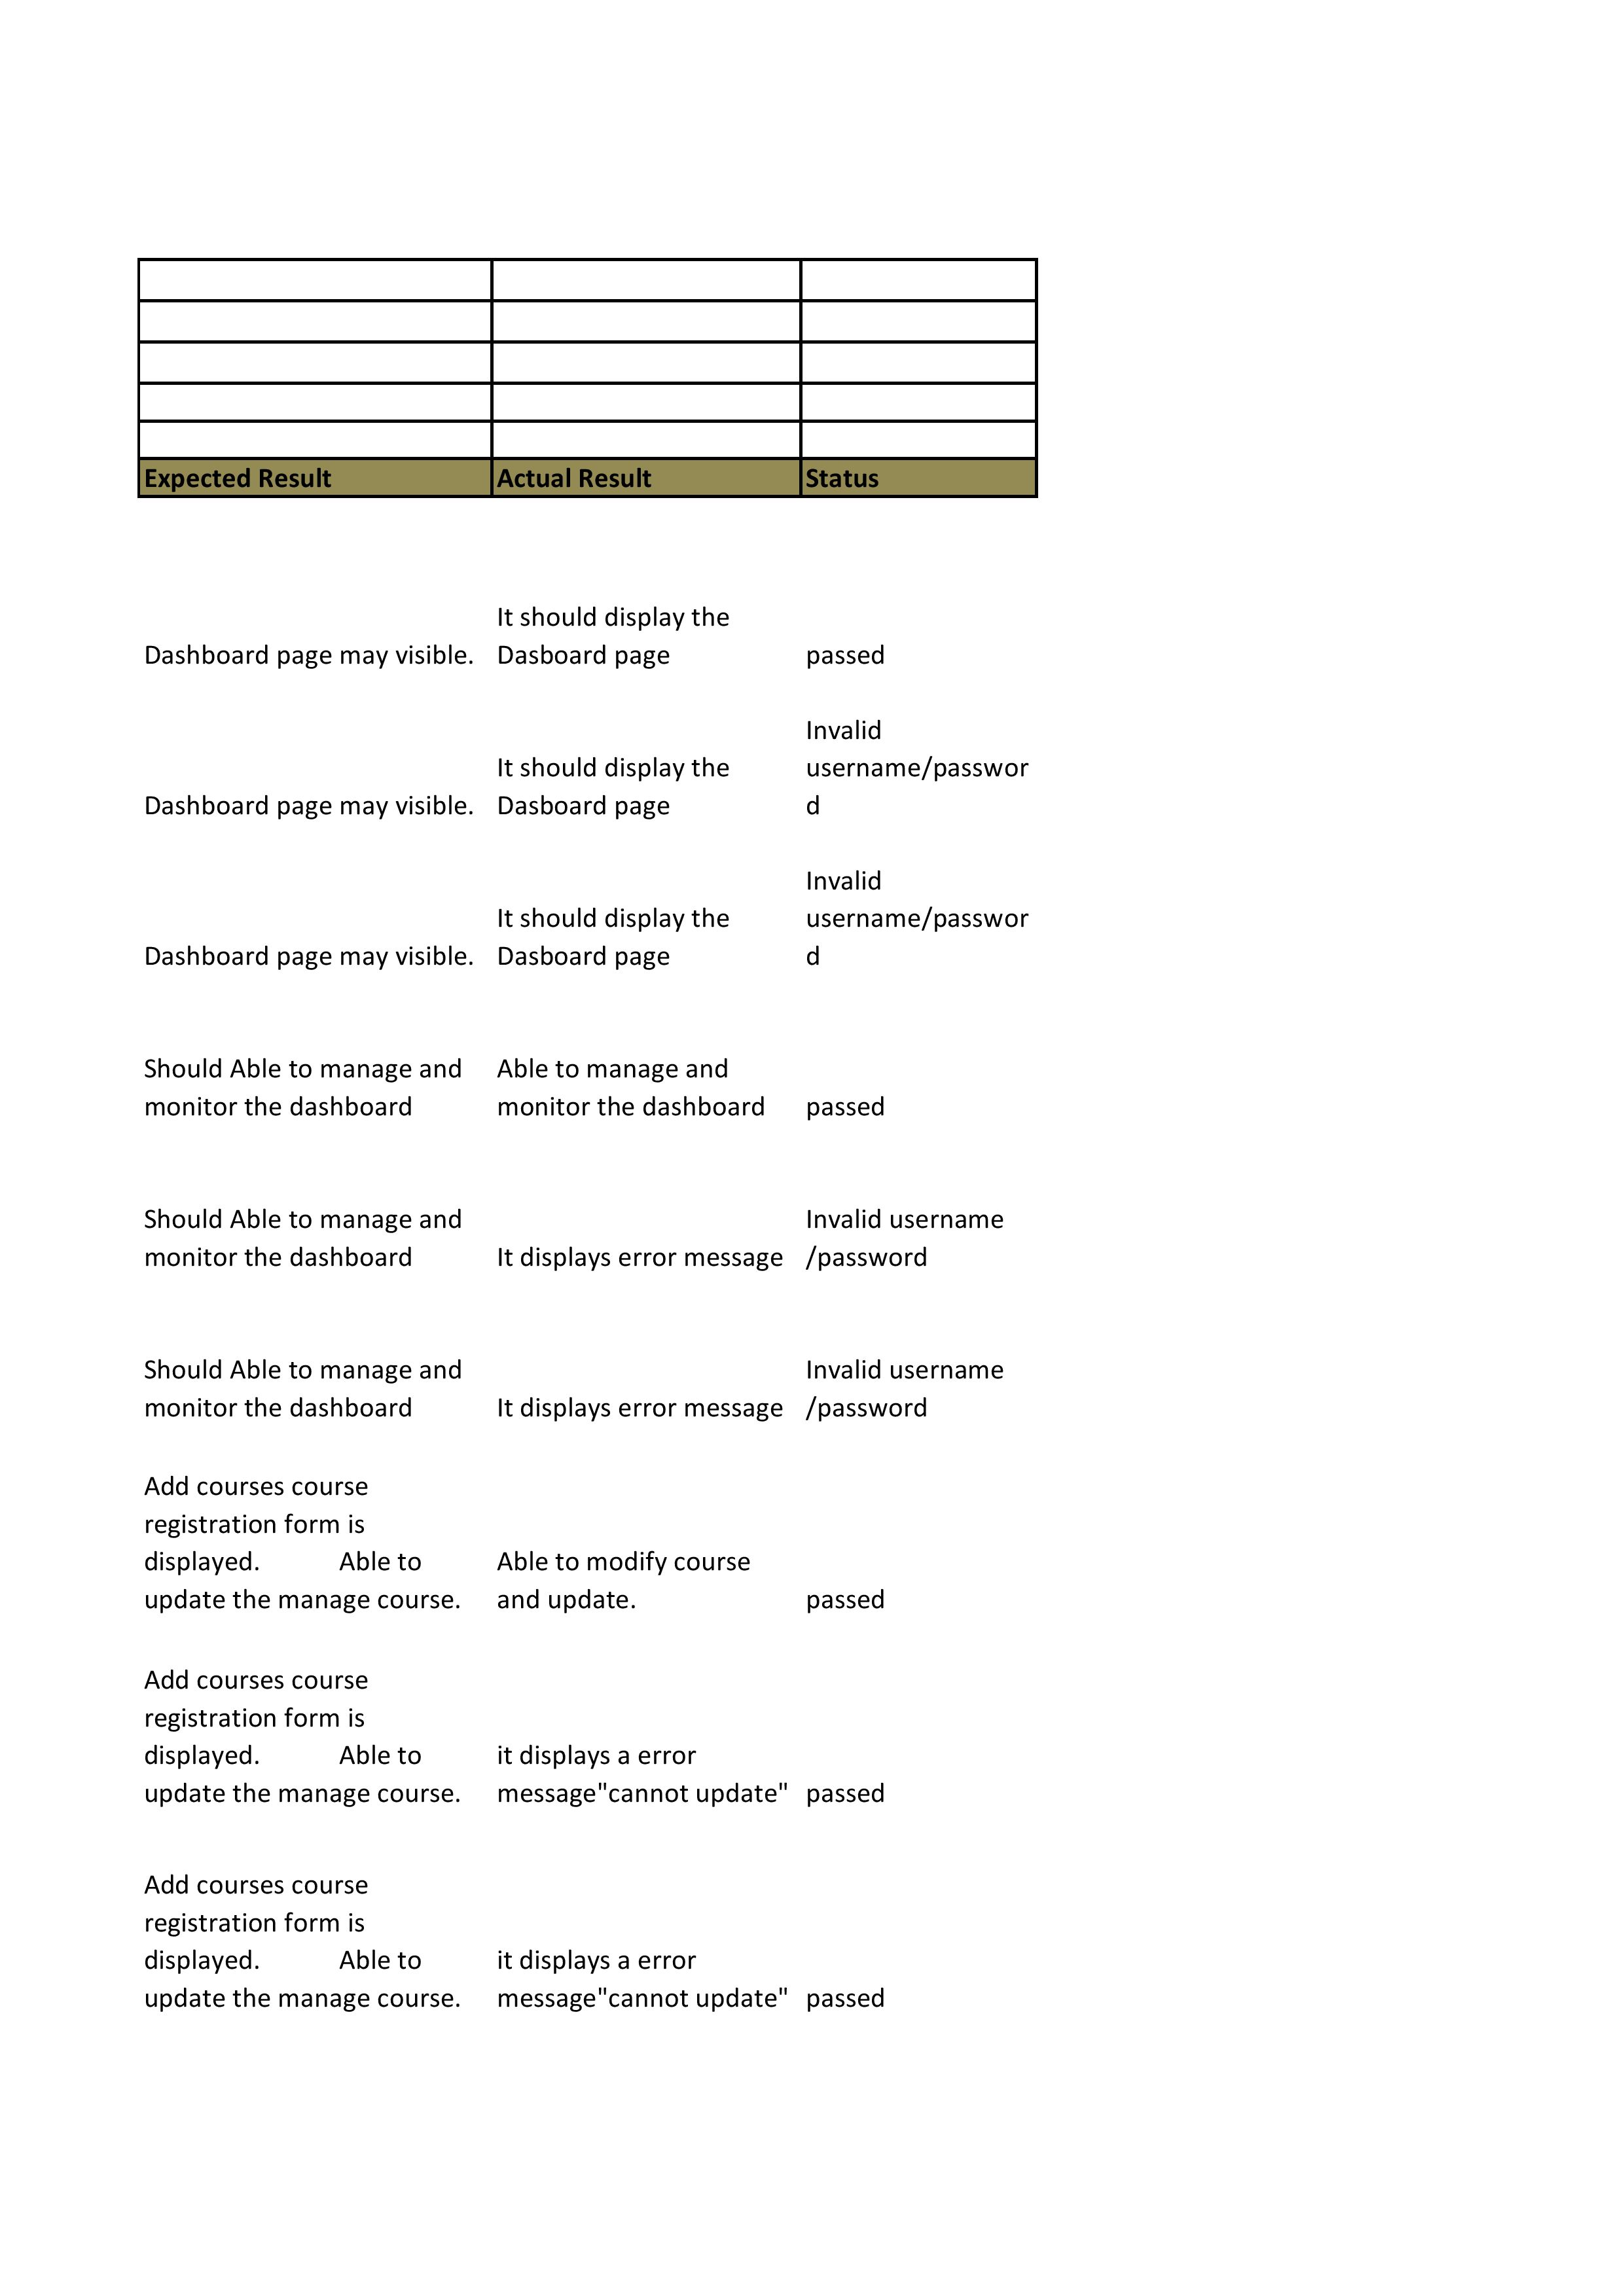 Expected Result Actual Result Status
It should display the
Dashboard page may visible. Dasboard page passed
Invalid
It should display the username/passwor
Dashboard page may visible. Dasboard page d
Invalid
It should display the username/passwor
Dashboard page may visible. Dasboard page d
Should Able to manage and Able to manage and
monitor the dashboard monitor the dashboard passed
Should Able to manage and Invalid username
monitor the dashboard It displays error message /password
Should Able to manage and Invalid username
monitor the dashboard It displays error message /password
Add courses course
registration form is
displayed. Able to Able to modify course
update the manage course. and update. passed
Add courses course
registration form is
displayed. Able to it displays a error
update the manage course. message"cannot update" passed
Add courses course
registration form is
displayed. Able to it displays a error
update the manage course. message"cannot update" passed